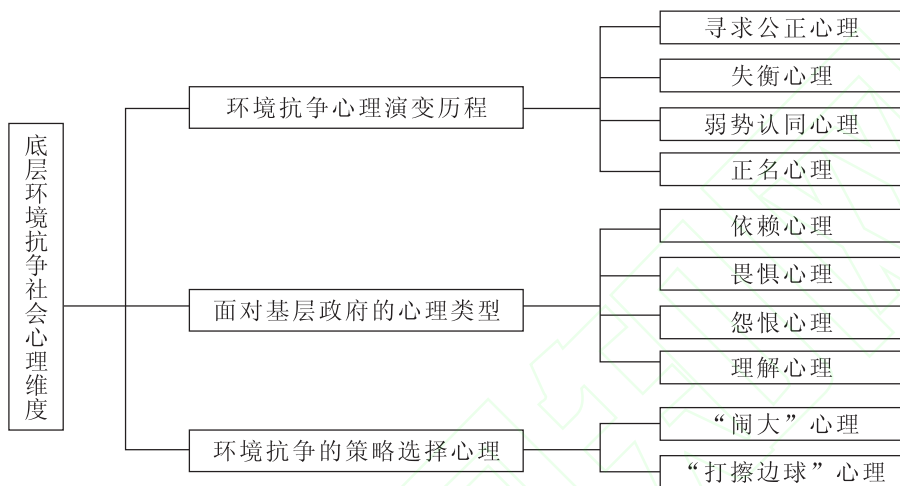 底层环境抗争社会心理维度
环境抗争心理演变历程
寻求公正心理
失衡心理
弱势认同心理
正名心理
面对基层政府的心理类型
依赖心理
畏惧心理
怨恨心理
理解心理
环境抗争的策略选择心理
“闹大”心理
“打擦边球”心理